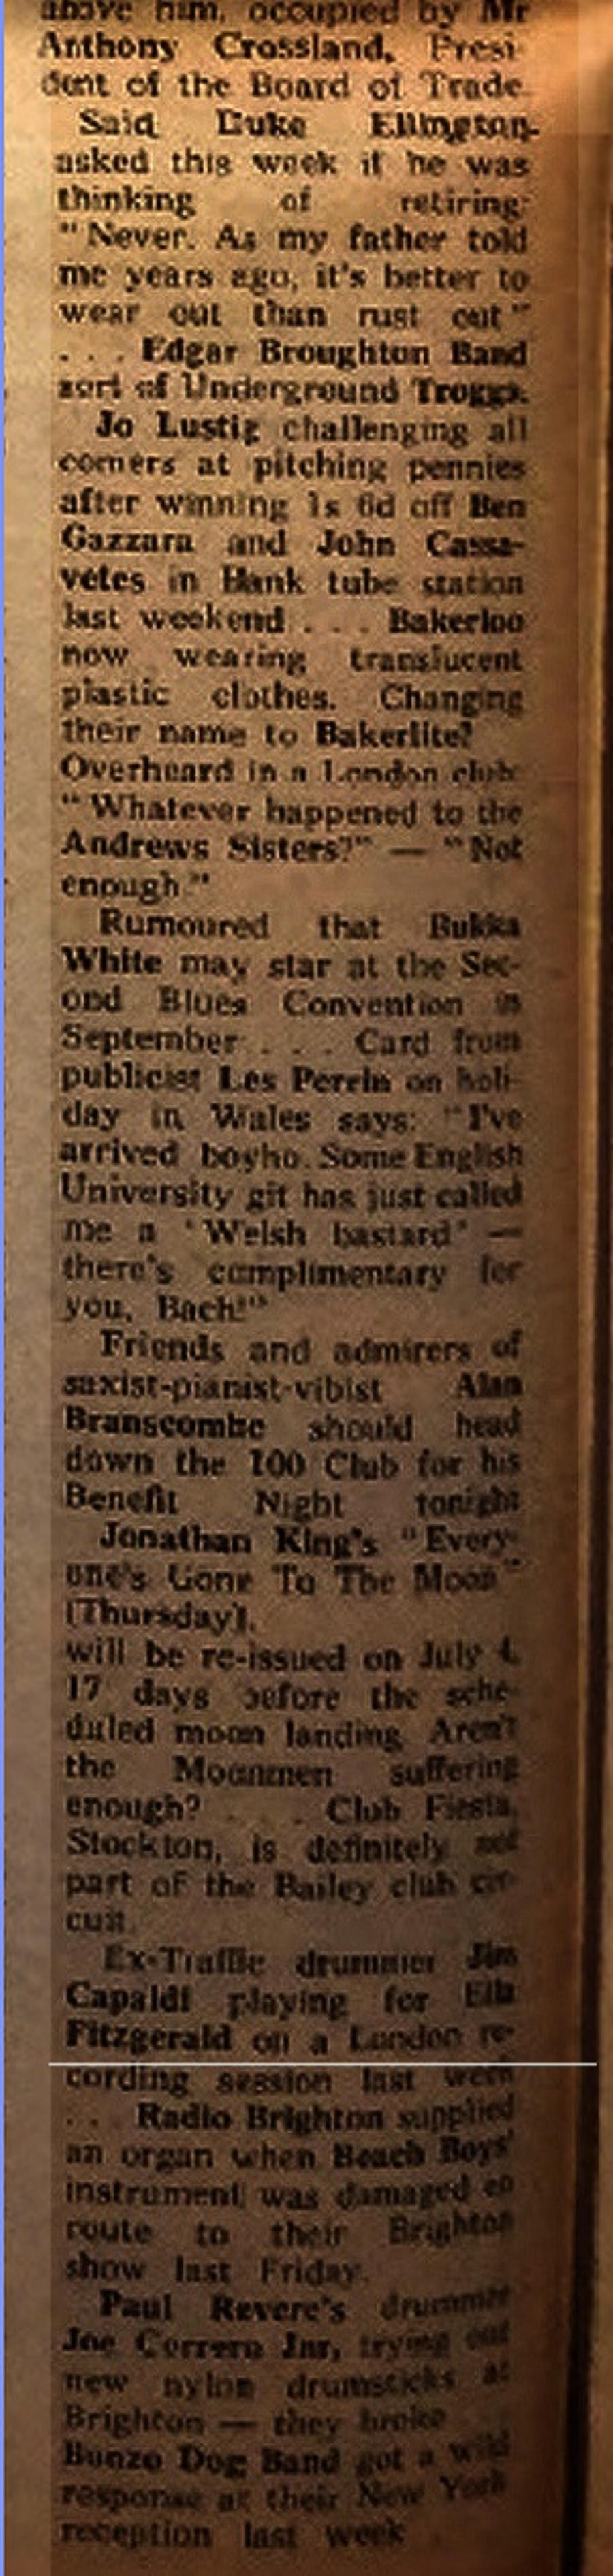 above him, occupied by Mr
Anthony Crossland, Presi-
dent of the Board of Trade.
Said Duke Ellington,
asked this week if he was
thinking of retiring:
"Never. As my father told
me years ago, it's better to
wear out than rust out"
. . . Edgar Broughton Band
sort of Underground Troggs.
Jo Lustig challenging all
comers at pitching pennies
after winning 1s 6d off Ben
Gazzara and John Cassa-
vetes in Bank tube station
last weekend . . . Bakerloo
now wearing translucent
plastic clothes. Changing
their name to Bakerlite?
Overheard in a London club:
"Whatever happened to the
Andrews Sisters?" — "Not
enough."
Rumoured that Bukka
White may star at the Sec-
ond Blues Convention in
September . . . Card from
publicist Les Perrin on holi-
day in Wales says: "I've
arrived boyho. Some English
University git has just called
me a 'Welsh bastard' —
there's complimentary for
you, Bach!"
Friends and admirers of
saxist-pianist-vibist Alan
Branscombe should head
down the 100 Club for his
Benefit Night tonight
Jonathan King's "Every-
one's Gone To The Moon"
(Thursday).
will be re-issued on July 4,
17 days before the sche-
duled moon landing. Aren't
the Moonmen suffering
enough? . . . Club Fiesta,
Stockton, is definitely not
part of the Bailey club cir-
cuit.
Ex-Traffic drummer Jim
Capaldi playing for Ella
Fitzgerald on a London re-
cording session last week
. . . Radio Brighton supplied
an organ when Beach Boys'
instrument was damaged en
route to their Brighton
show last Friday.
Paul Revere's drummer
Joe Correro Jnr, trying out
new nylon drumsticks at
Brighton — they broke
Bonzo Dog Band got a wild
response at their New York
reception last week